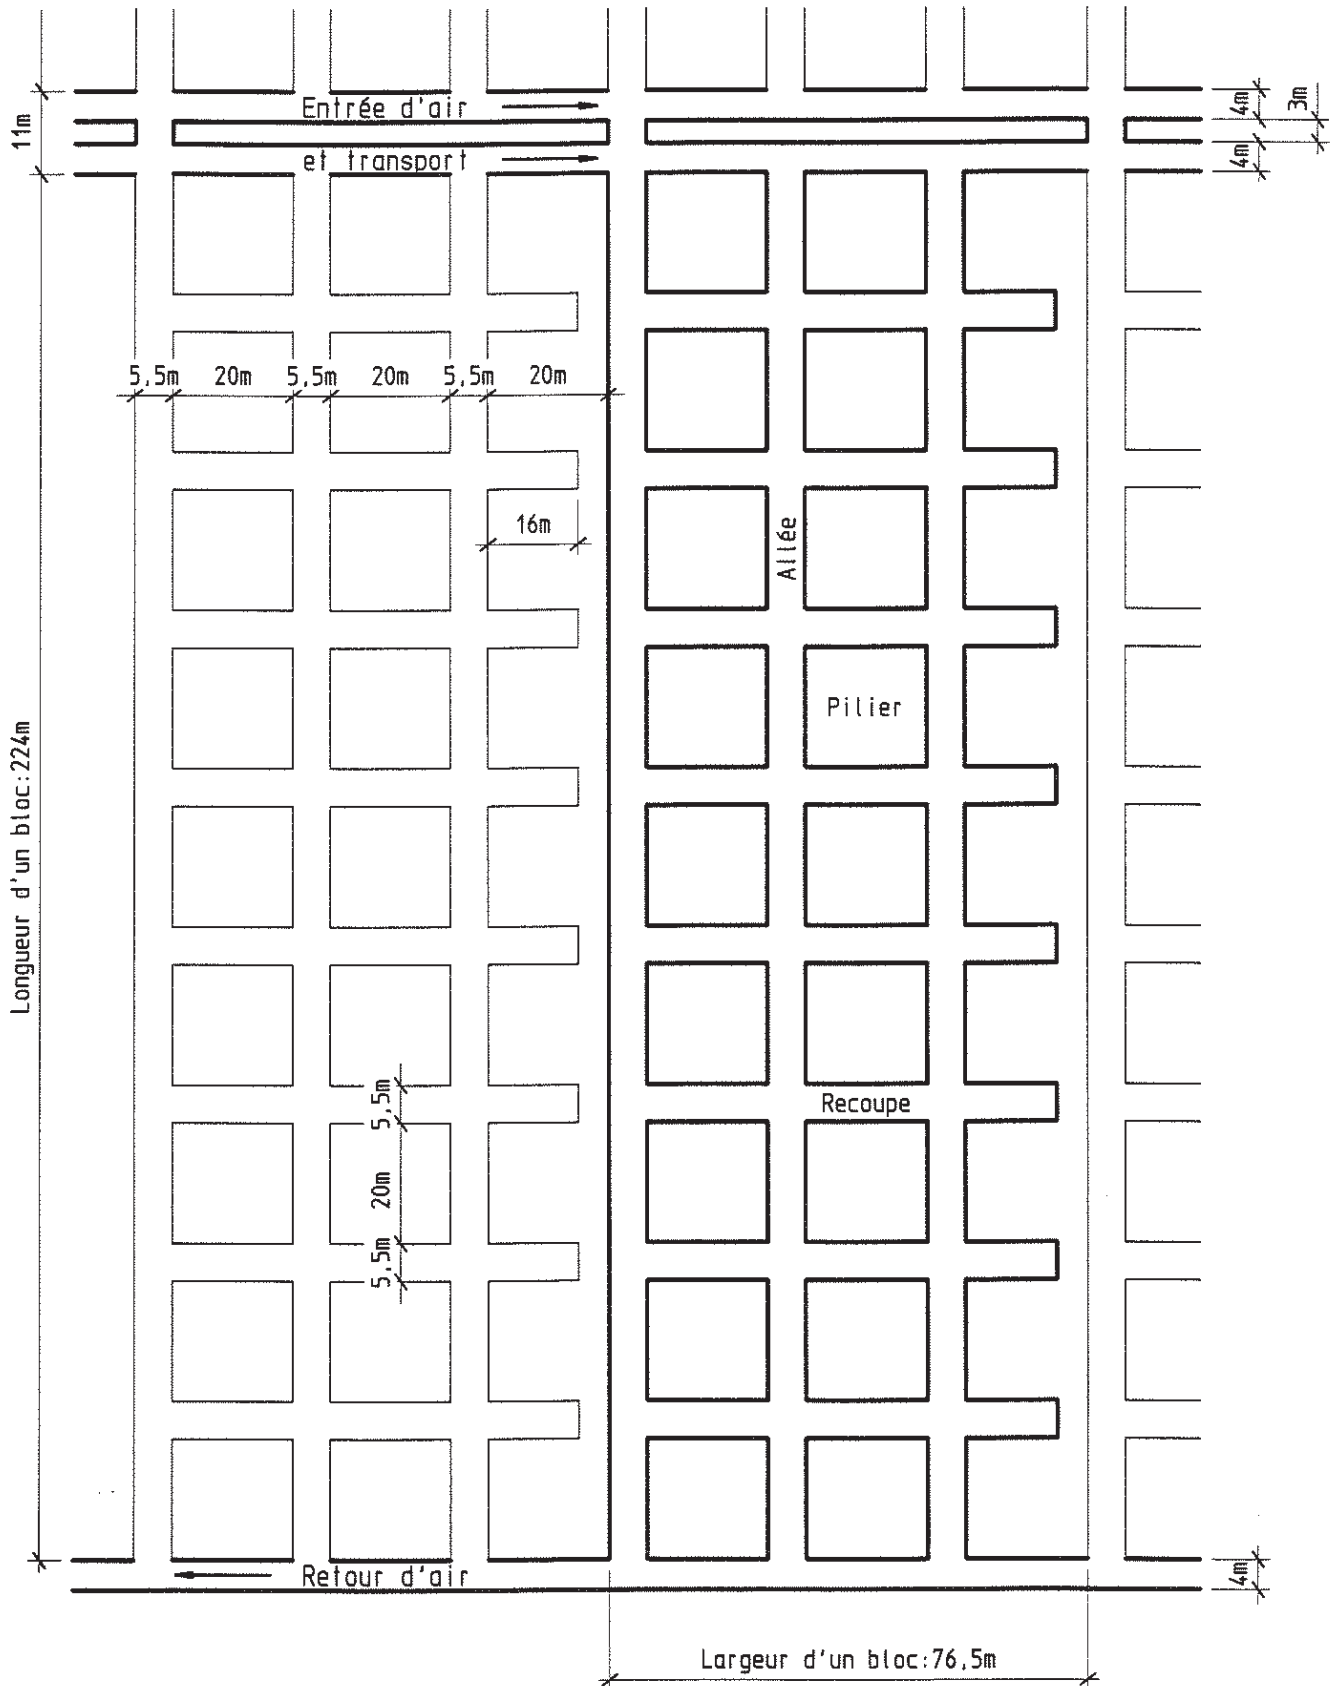 Entrée d'air
et transport
11m
4m
3m
4m
5,5m 20m 5,5m 20m 5,5m 20m
16m
Allée
Pilier
Longueur d'un bloc:224m
5,5m
20m
5,5m
Recoupe
Retour d'air
4m
Largeur d'un bloc:76,5m